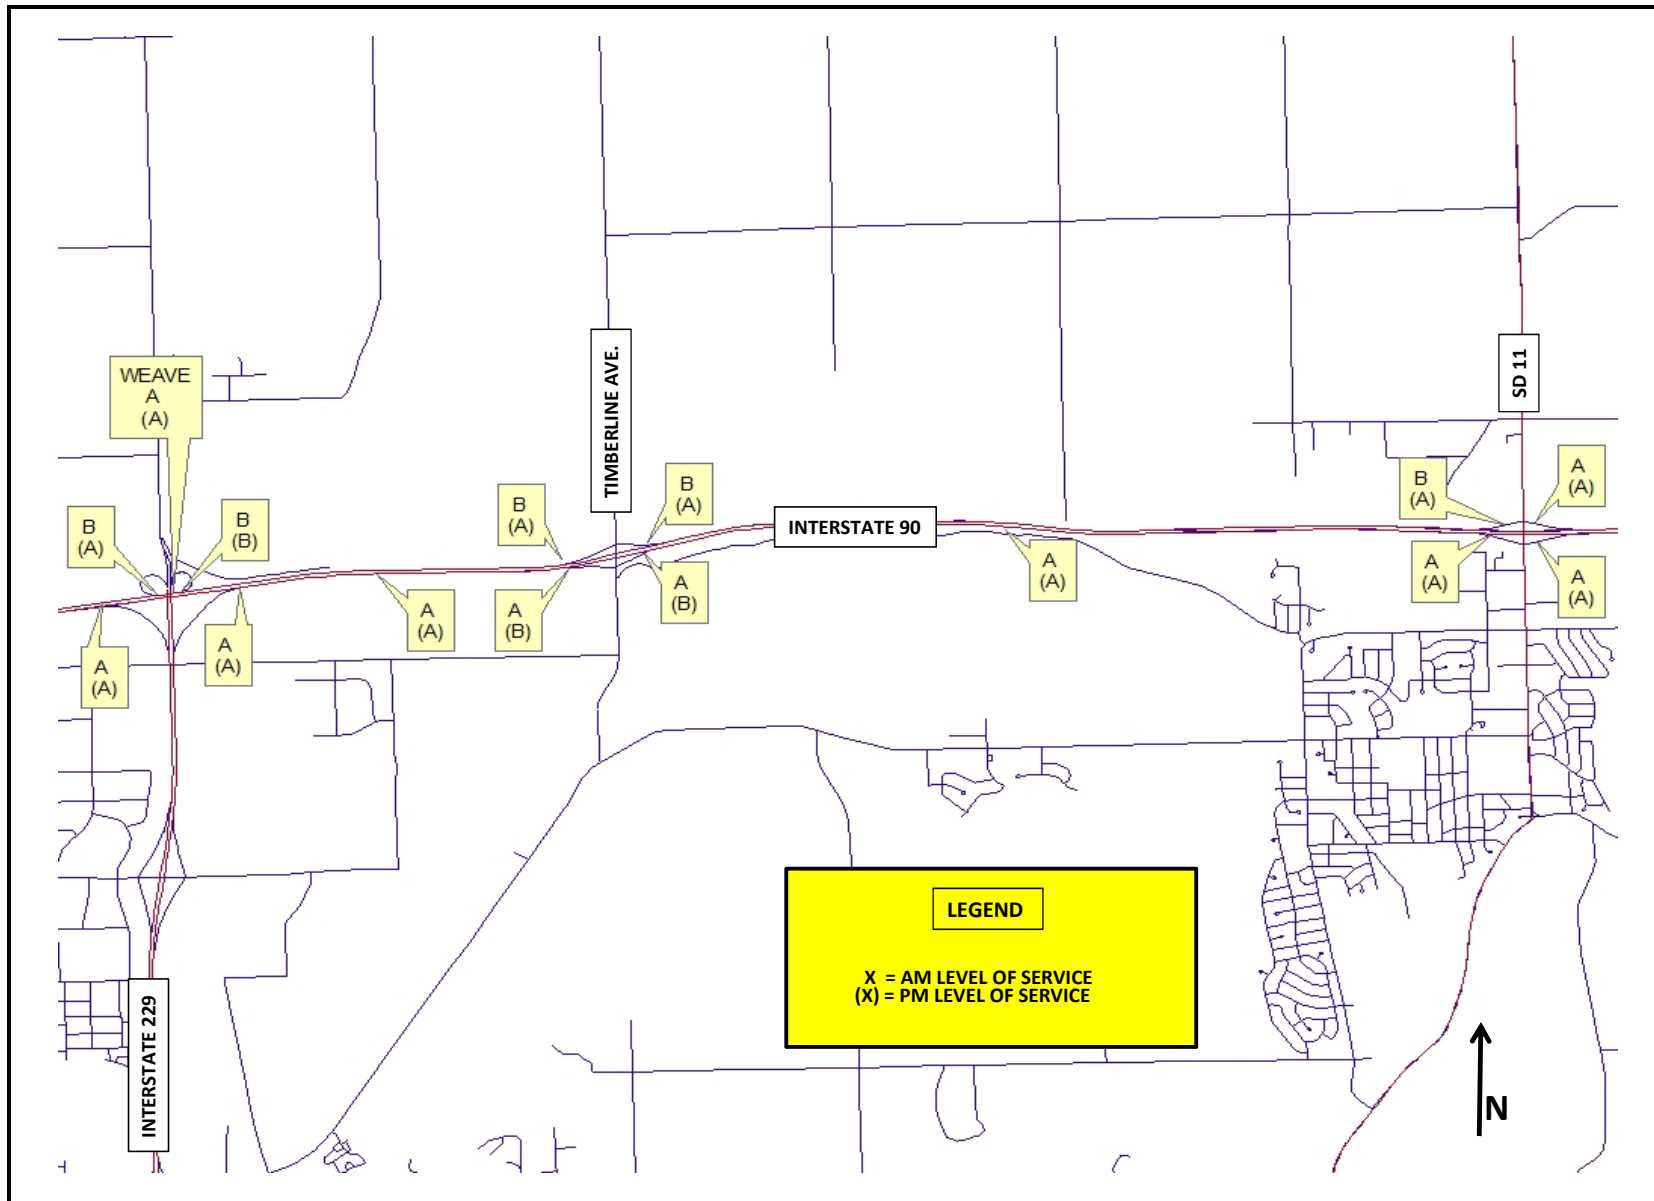 TIMBERLINE AVE.
SD 11
WEAVE
A
(A)
B
(A)
B
(B)
B
(A)
B
(A)
INTERSTATE 90
B
(A)
A
(A)
A
(A)
A
(A)
A
(A)
A
(B)
A
(B)
A
(A)
A
(A)
A
(A)
LEGEND
X = AM LEVEL OF SERVICE
(X) = PM LEVEL OF SERVICE
INTERSTATE 229
N